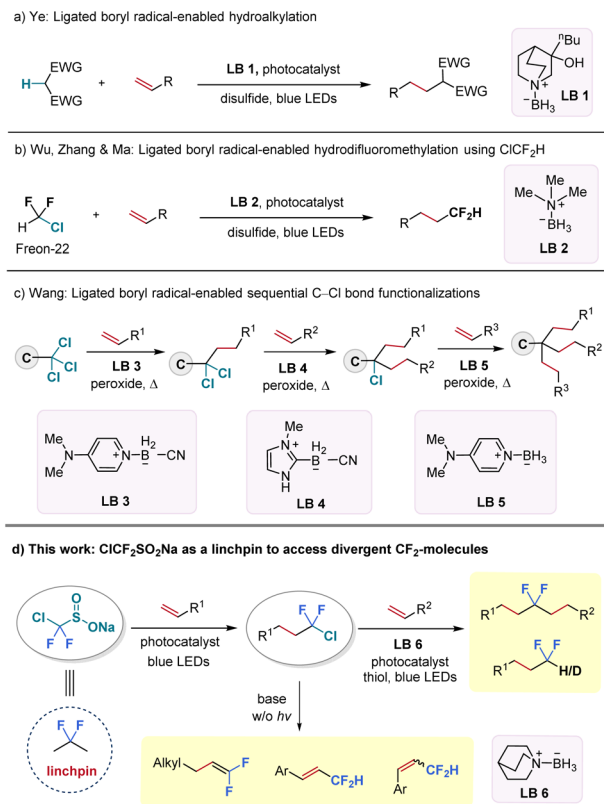 a) Ye: Ligated boryl radical-enabled hydroalkylation
H
EWG
EWG
+
R
LB 1, photocatalyst
disulfide, blue LEDs
R
EWG
EWG
nBu
OH
N+
−BH3
LB 1
b) Wu, Zhang & Ma: Ligated boryl radical-enabled hydrodifluoromethylation using ClCF2H
F F
H Cl
Freon-22
+
R
LB 2, photocatalyst
disulfide, blue LEDs
R CF2H
Me
Me N+ Me
−BH3
LB 2
c) Wang: Ligated boryl radical-enabled sequential C–Cl bond functionalizations
C Cl Cl Cl
R1
LB 3
peroxide, Δ
R1
C
Cl Cl
R2
LB 4
peroxide, Δ
R1
C R2
Cl
R3
LB 5
peroxide, Δ
R1
C R2
R3
Me
N
Me
N+ −B H2 CN
LB 3
Me
N+
N
H
H2
−B CN
LB 4
Me
N
Me
N+ −BH3
LB 5
d) This work: ClCF2SO2Na as a linchpin to access divergent CF2-molecules
O
Cl S
ONa
F F
R1
photocatalyst
blue LEDs
F F
R1 Cl
R2
LB 6
photocatalyst
thiol, blue LEDs
F F
R1 R2
F F
R1 H/D
F F
linchpin
base
w/o hv
Alkyl F
F
Ar CF2H
CF2H
Ar
N+ −BH3
LB 6